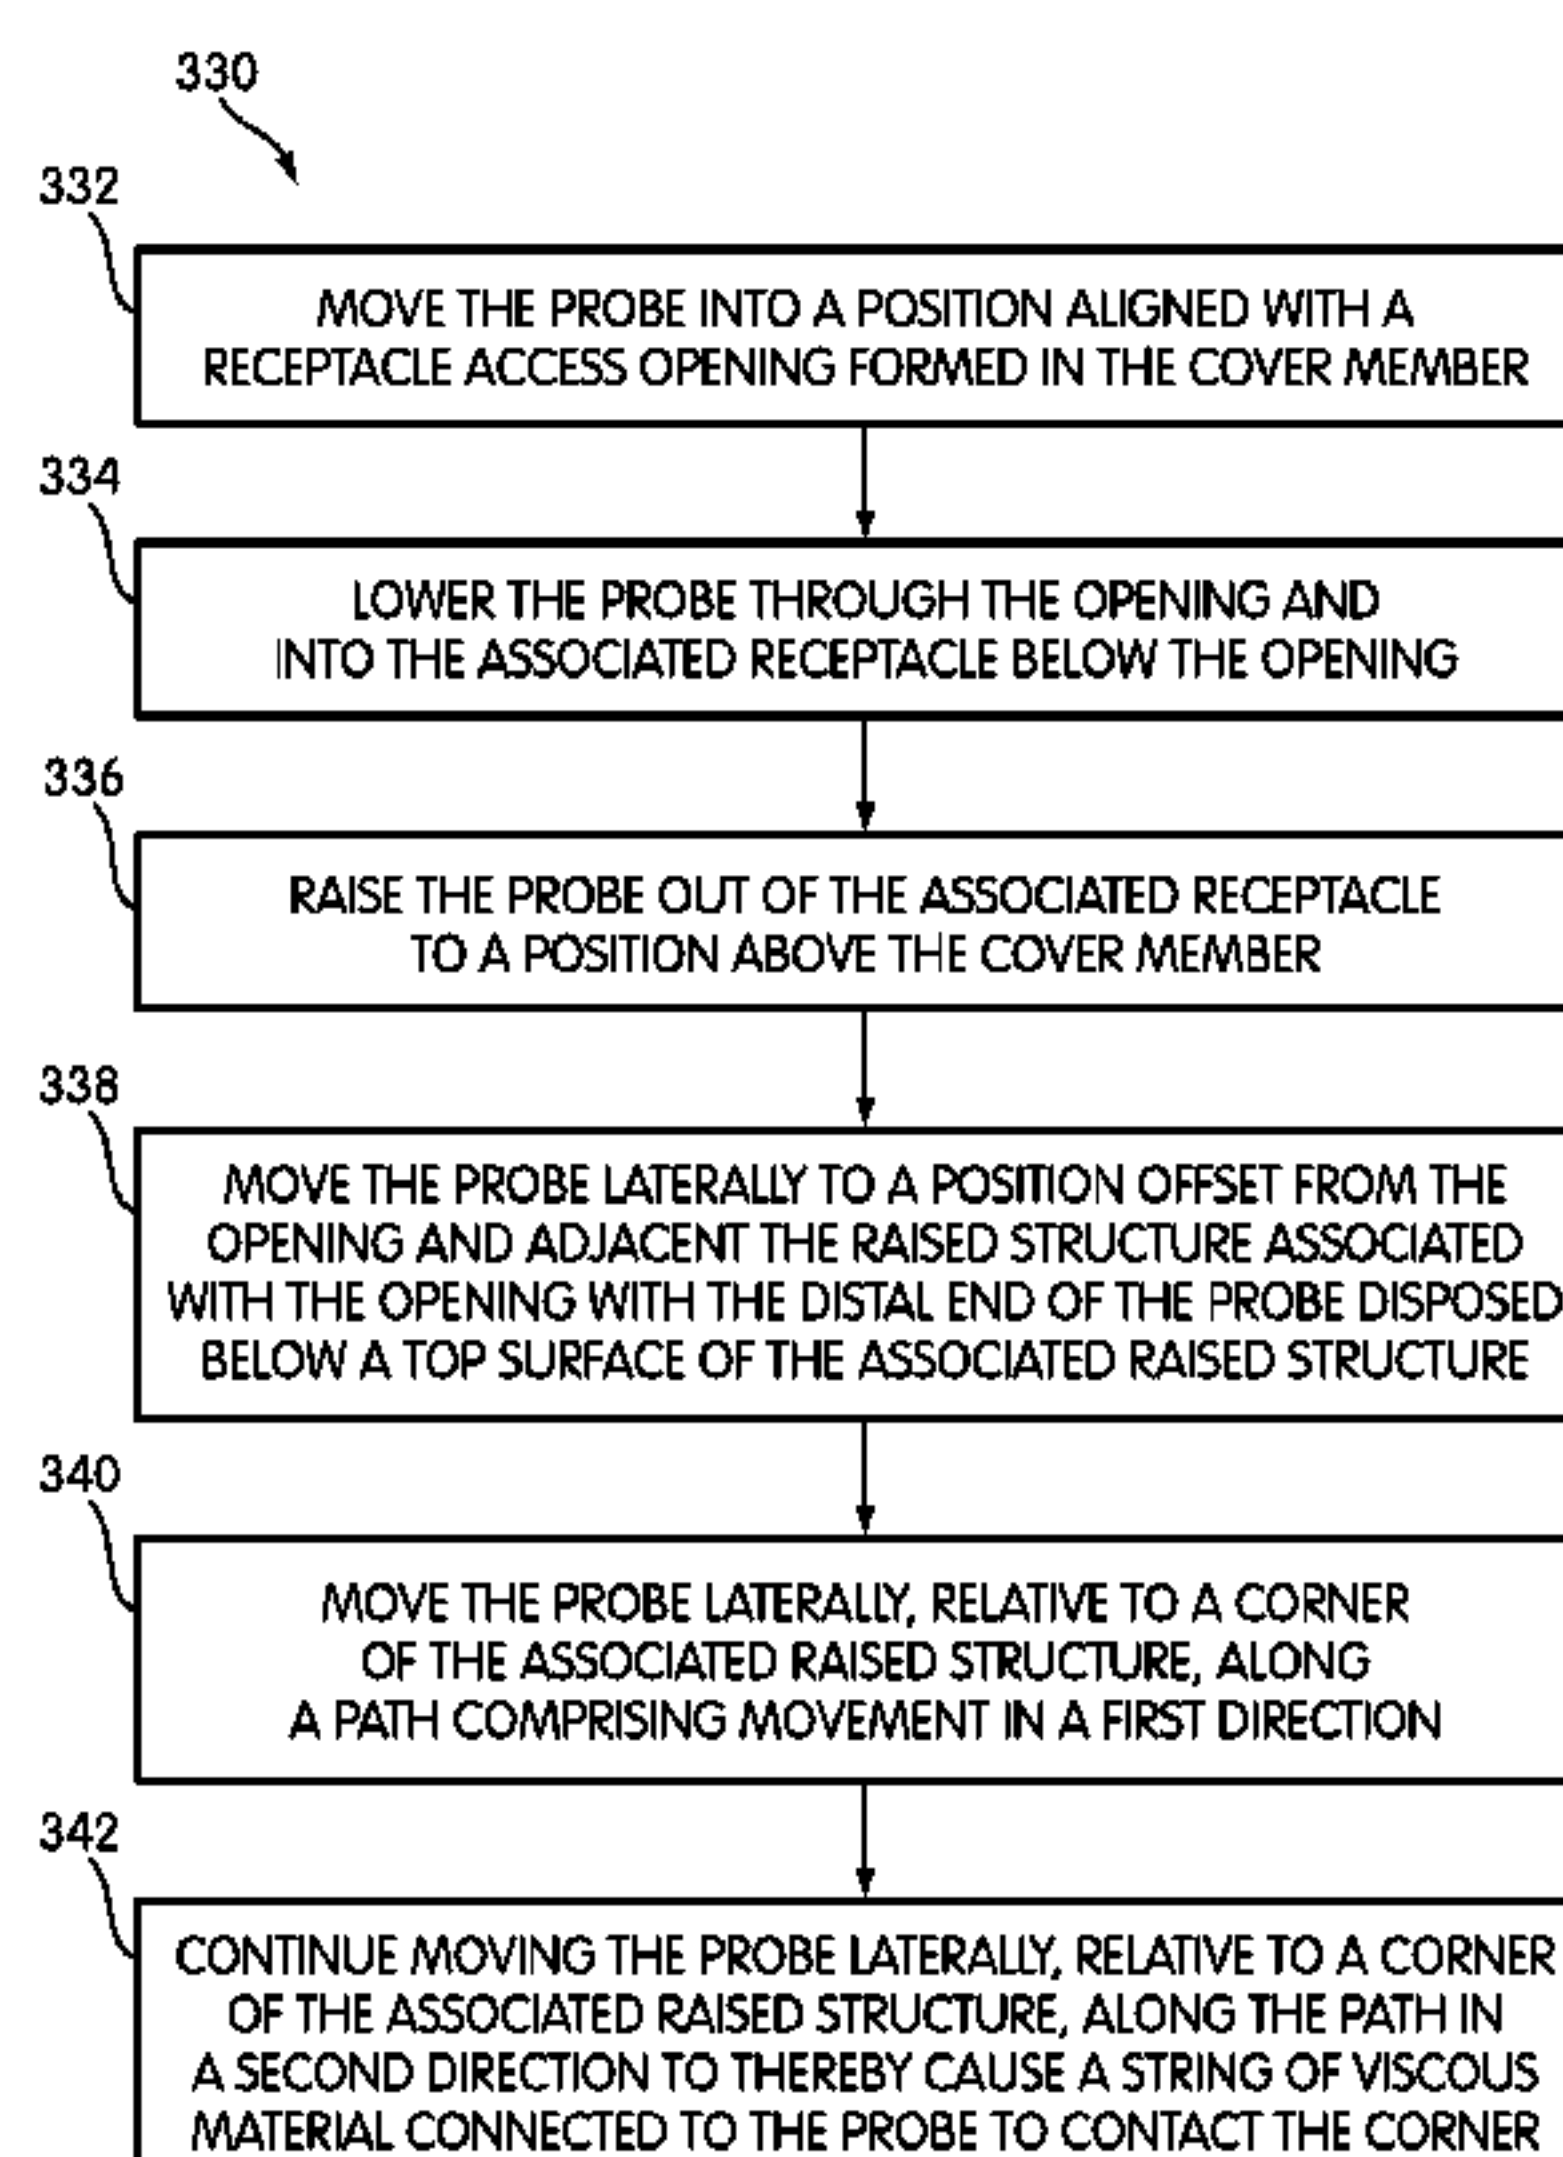 330
332
MOVE THE PROBE INTO A POSITION ALIGNED WITH A
RECEPTACLE ACCESS OPENING FORMED IN THE COVER MEMBER
334
LOWER THE PROBE THROUGH THE OPENING AND
INTO THE ASSOCIATED RECEPTACLE BELOW THE OPENING
336
RAISE THE PROBE OUT OF THE ASSOCIATED RECEPTACLE
TO A POSITION ABOVE THE COVER MEMBER
338
MOVE THE PROBE LATERALLY TO A POSITION OFFSET FROM THE
OPENING AND ADJACENT THE RAISED STRUCTURE ASSOCIATED
WITH THE OPENING WITH THE DISTAL END OF THE PROBE DISPOSED
BELOW A TOP SURFACE OF THE ASSOCIATED RAISED STRUCTURE
340
MOVE THE PROBE LATERALLY, RELATIVE TO A CORNER
OF THE ASSOCIATED RAISED STRUCTURE, ALONG
A PATH COMPRISING MOVEMENT IN A FIRST DIRECTION
342
CONTINUE MOVING THE PROBE LATERALLY, RELATIVE TO A CORNER
OF THE ASSOCIATED RAISED STRUCTURE, ALONG THE PATH IN
A SECOND DIRECTION TO THEREBY CAUSE A STRING OF VISCOUS
MATERIAL CONNECTED TO THE PROBE TO CONTACT THE CORNER